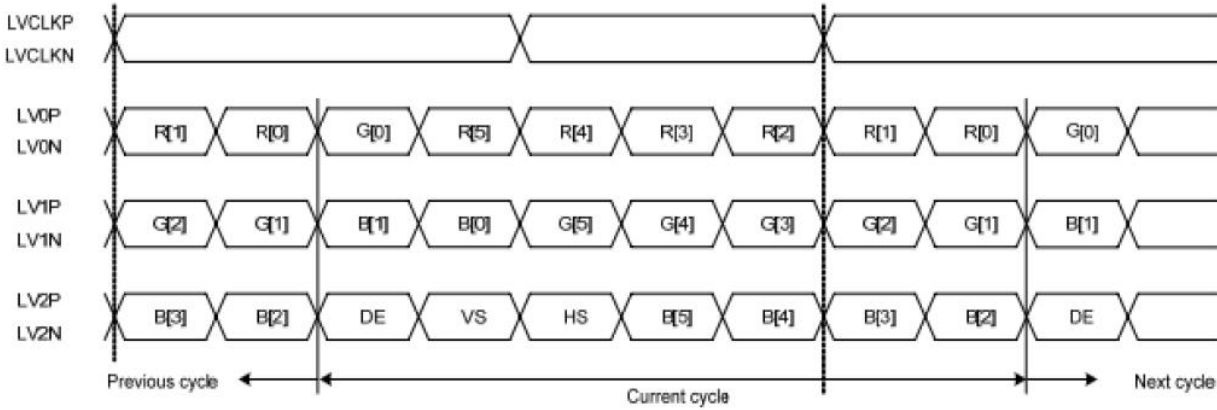 LVCLKP
LVCLKN
LV0P
LV0N
R[1] R[0] G[0] R[5] R[4] R[3] R[2] R[1] R[0] G[0]
LV1P
LV1N
G[2] G[1] B[1] B[0] G[5] G[4] G[3] G[2] G[1] B[1]
LV2P
LV2N
B[3] B[2] DE VS HS B[5] B[4] B[3] B[2] DE
Previous cycle Current cycle Next cycle